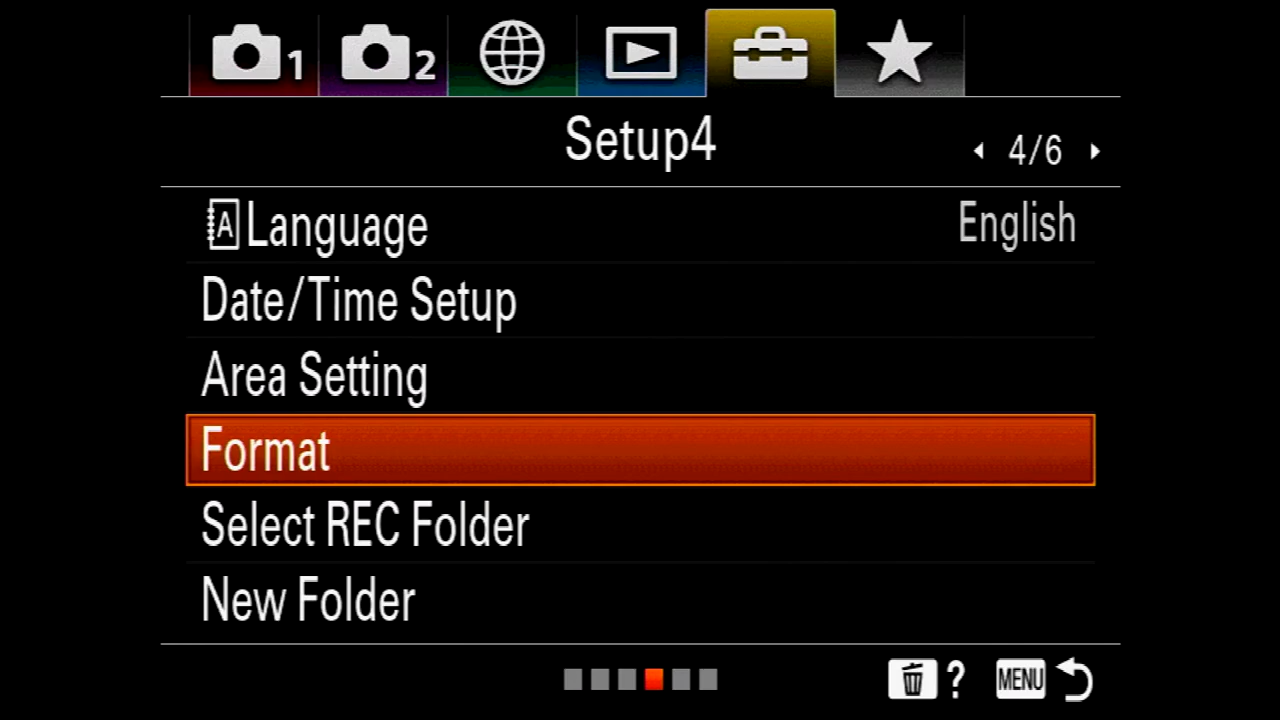 1 2
Setup4 4/6
Language English
Date/Time Setup
Area Setting
Format
Select REC Folder
New Folder
? MENU